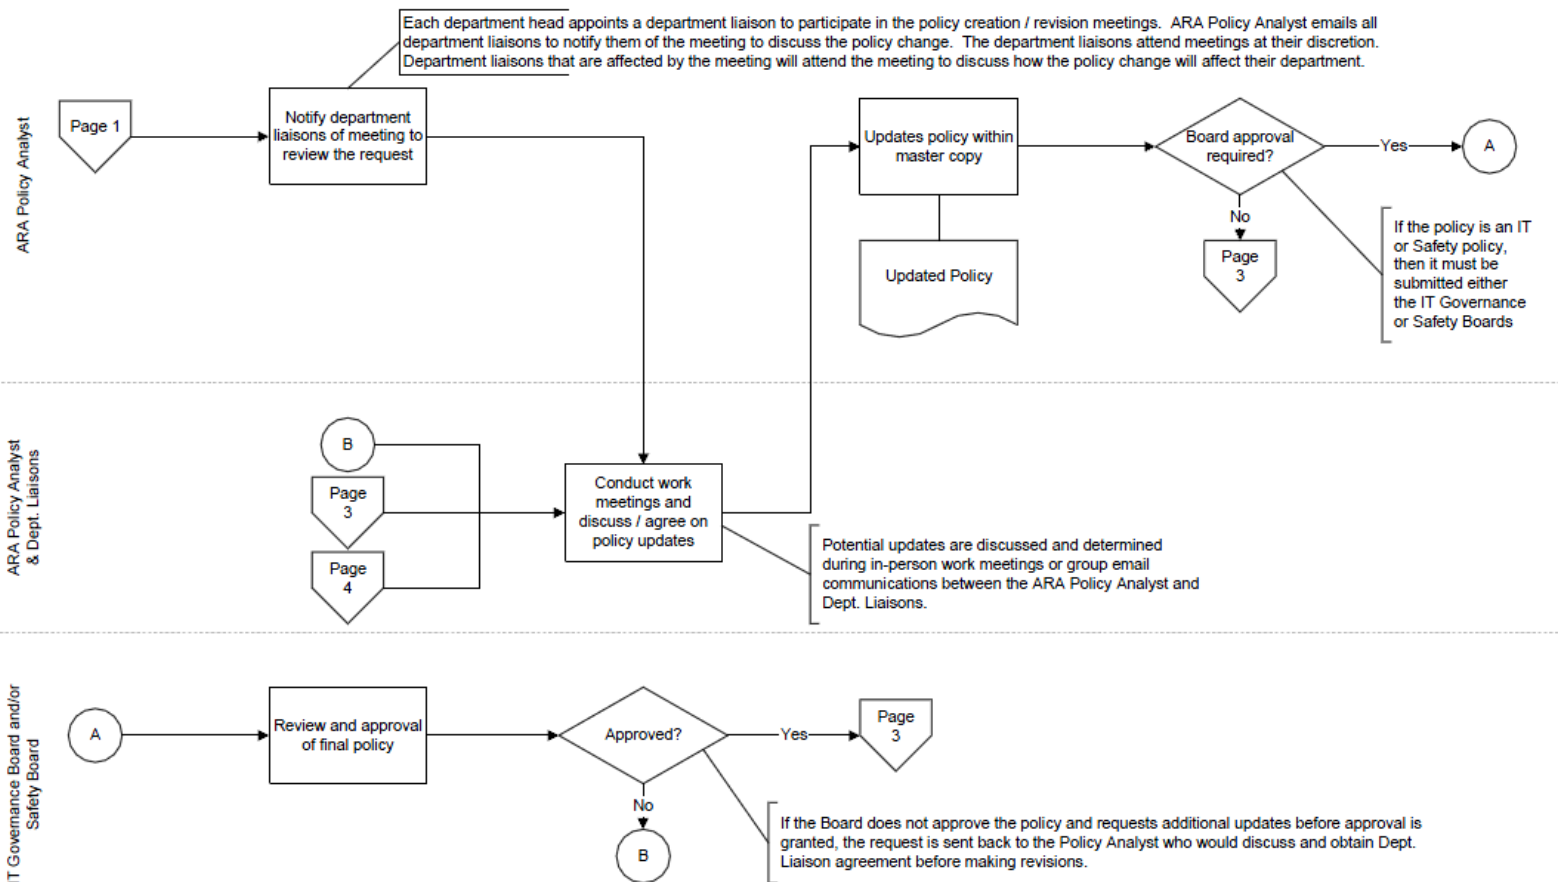 Each department head appoints a department liaison to participate in the policy creation / revision meetings. ARA Policy Analyst emails all
department liaisons to notify them of the meeting to discuss the policy change. The department liaisons attend meetings at their discretion.
Department liaisons that are affected by the meeting will attend the meeting to discuss how the policy change will affect their department.
ARA Policy Analyst
Page 1
Notify department
liaisons of meeting to
review the request
Updates policy within
master copy
Updated Policy
Board approval
required?
Yes
A
No
Page
3
If the policy is an IT
or Safety policy,
then it must be
submitted either
the IT Governance
or Safety Boards
ARA Policy Analyst
& Dept. Liaisons
B
Page
3
Page
4
Conduct work
meetings and
discuss / agree on
policy updates
Potential updates are discussed and determined
during in-person work meetings or group email
communications between the ARA Policy Analyst and
Dept. Liaisons.
IT Governance Board and/or
Safety Board
A
Review and approval
of final policy
Approved?
Yes
Page
3
No
B
If the Board does not approve the policy and requests additional updates before approval is
granted, the request is sent back to the Policy Analyst who would discuss and obtain Dept.
Liaison agreement before making revisions.